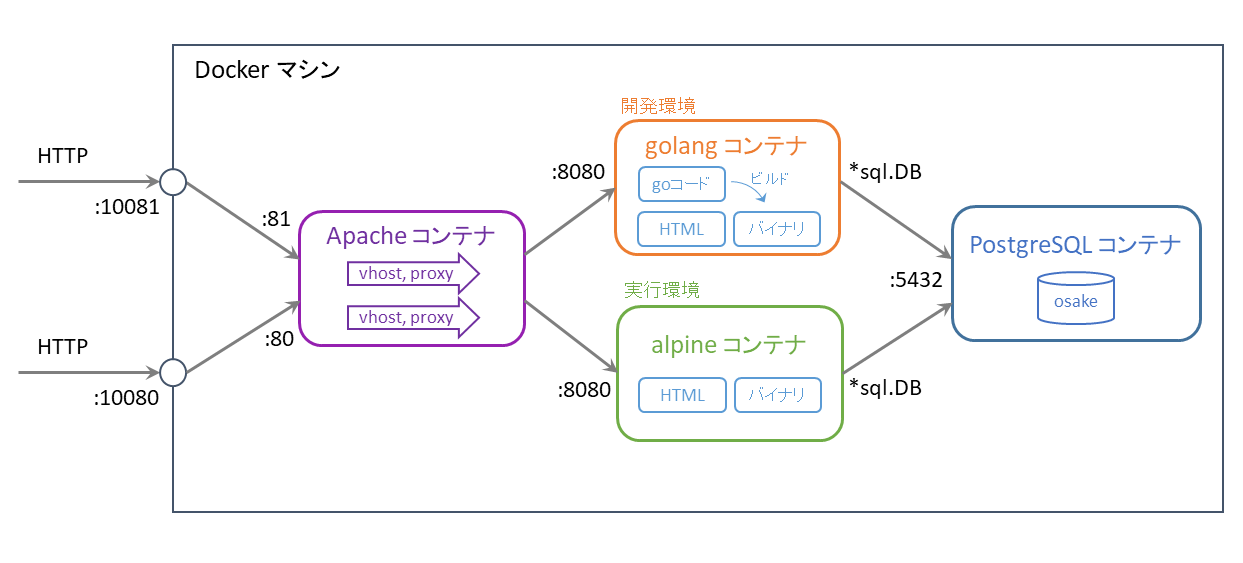 Docker マシン
HTTP
:10081
:81
HTTP
:10080
:80
Apache コンテナ
vhost, proxy
vhost, proxy
:8080
:8080
開発環境
golang コンテナ
goコード
ビルド
HTML
バイナリ
実行環境
alpine コンテナ
HTML
バイナリ
*sql.DB
:5432
*sql.DB
PostgreSQL コンテナ
osake